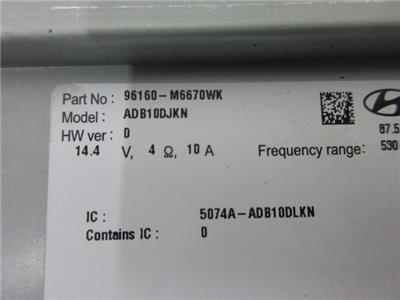 Part No : 96160-M6670WK
Model : ADB10DJKN
HW ver : 0
14.4 V, 4 Ω, 10 A Frequency range: 87.5
530
IC : 5074A-ADB10DLKN
Contains IC : 0